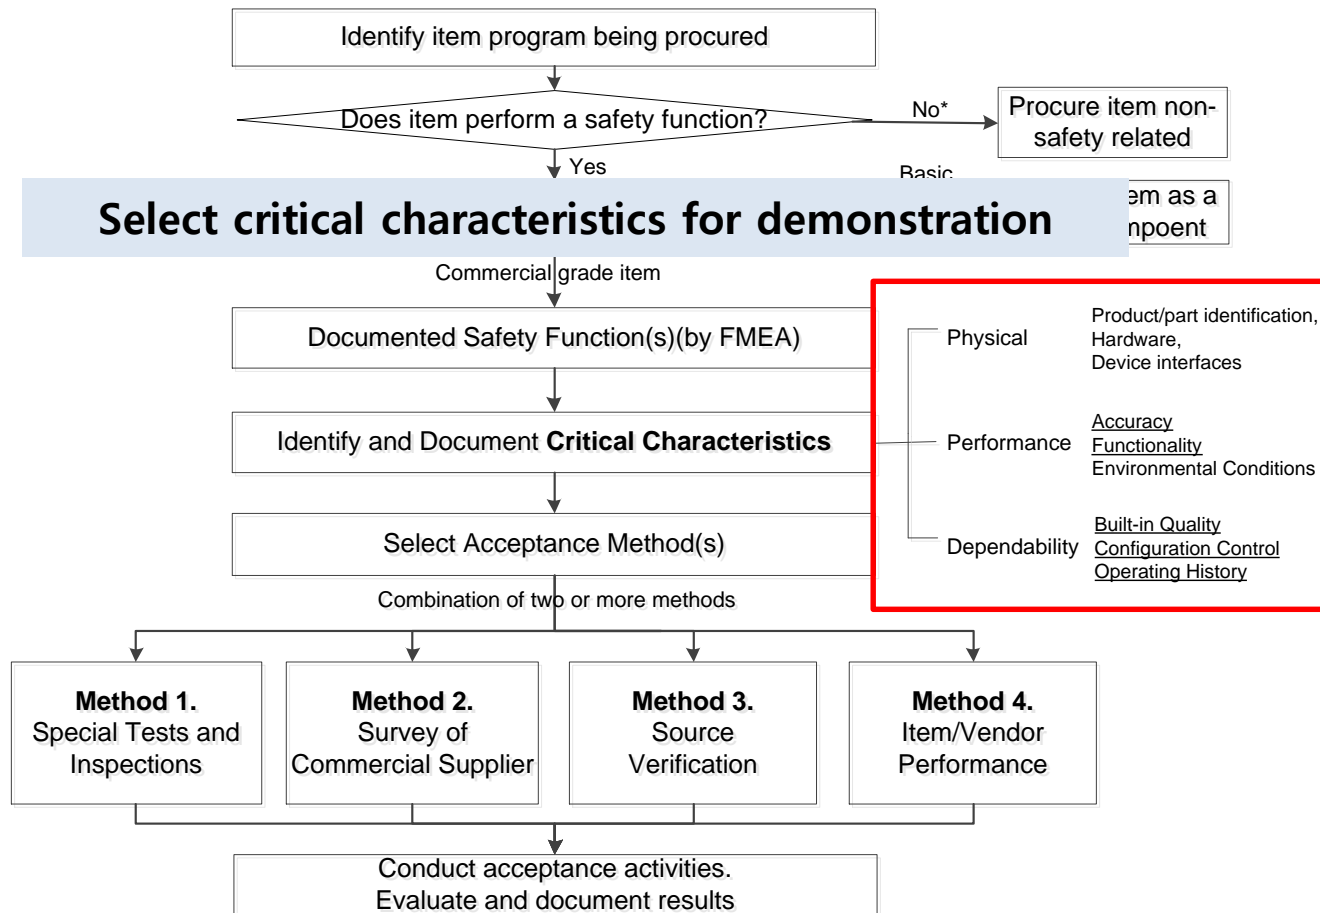 Identify item program being procured
Does item perform a safety function?
No*
Procure item non-
safety related
Yes
Basic
Select critical characteristics for demonstration
as a
Commercial grade item
Documented Safety Function(s)(by FMEA)
Identify and Document Critical Characteristics
Physical
Product/part identification,
Hardware,
Device interfaces
Performance
Accuracy
Functionality
Environmental Conditions
Dependability
Built-in Quality
Configuration Control
Operating History
Select Acceptance Method(s)
Combination of two or more methods
Method 1.
Special Tests and
Inspections
Method 2.
Survey of
Commercial Supplier
Method 3.
Source
Verification
Method 4.
Item/Vendor
Performance
Conduct acceptance activities.
Evaluate and document results